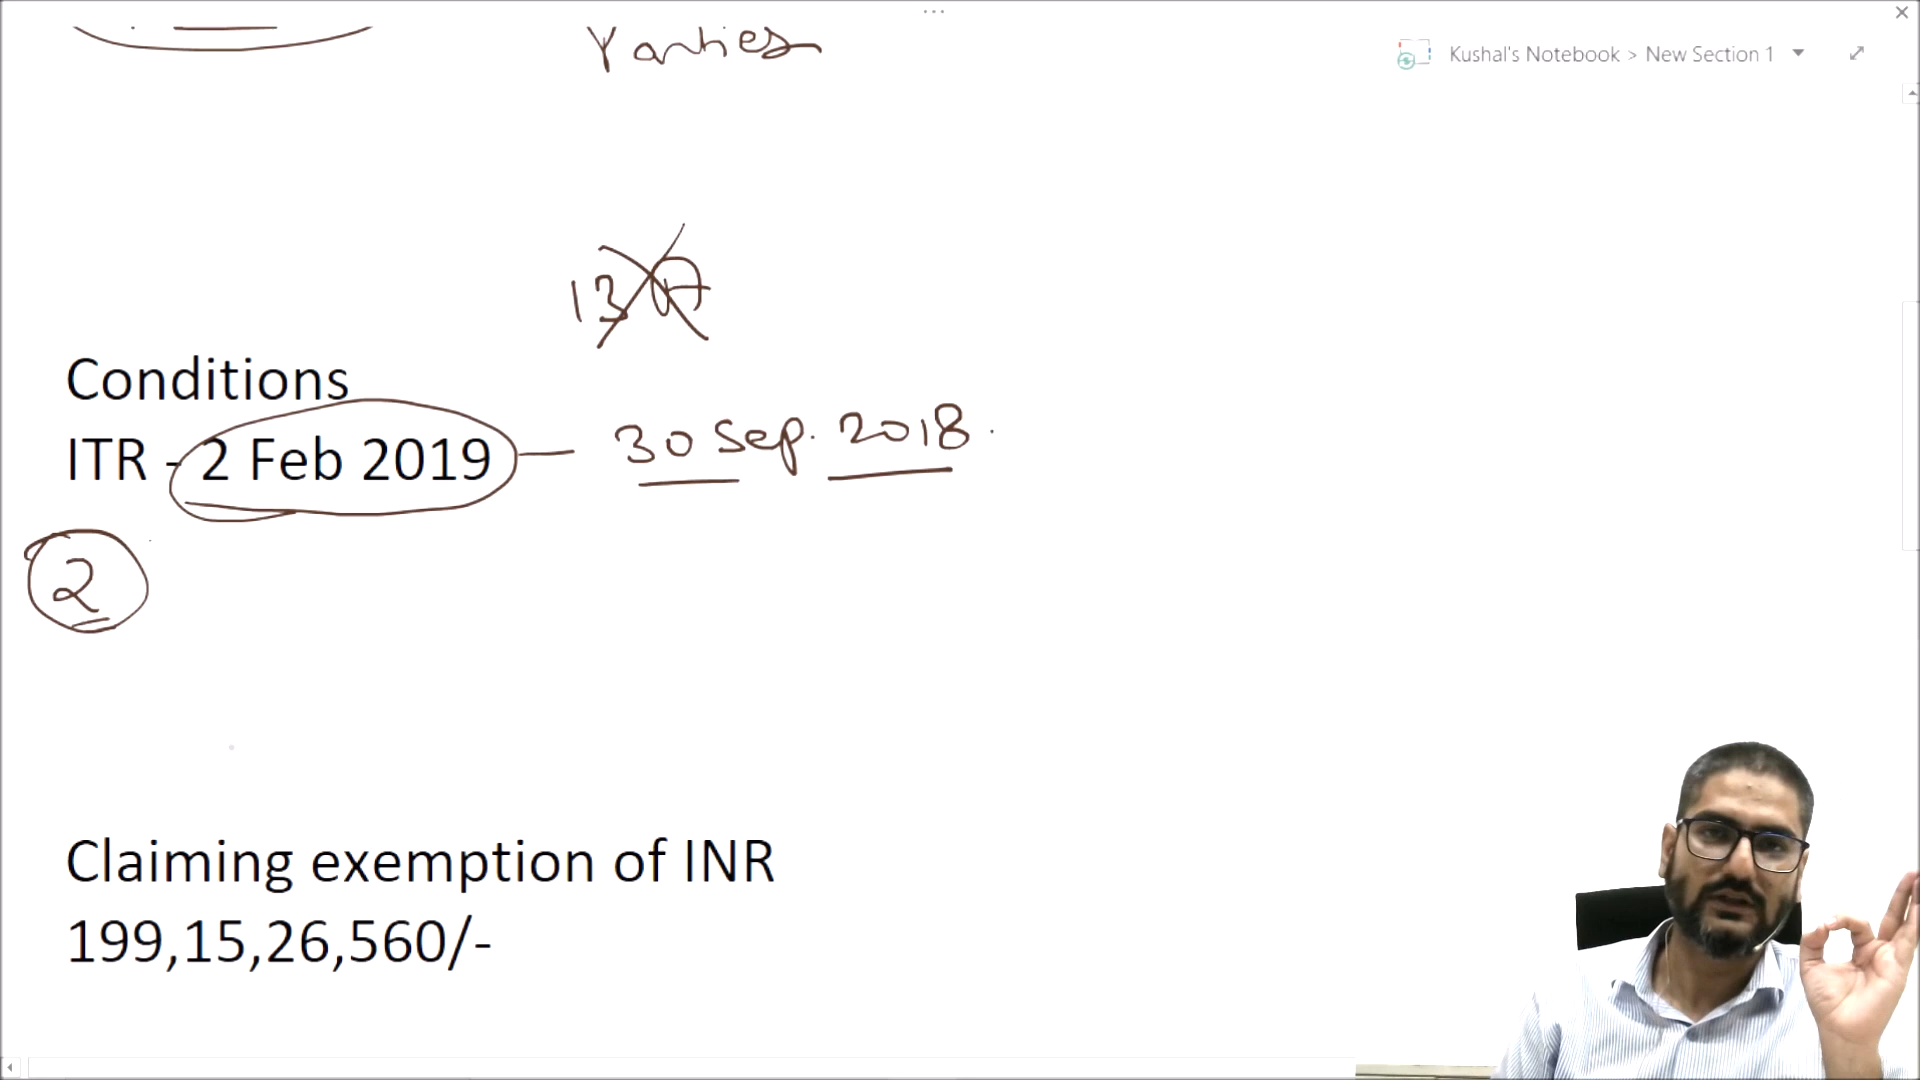 Parties
Kushal's Notebook > New Section 1
13A
Conditions
ITR - 2 Feb 2019 — 30 Sep. 2018.
2
Claiming exemption of INR
199,15,26,560/-